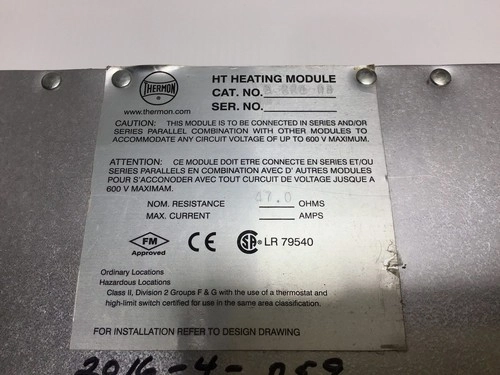 THERMON
www.thermon.com
HT HEATING MODULE
CAT. NO.
SER. NO.
CAUTION: THIS MODULE IS TO BE CONNECTED IN SERIES AND/OR
SERIES PARALLEL COMBINATION WITH OTHER MODULES TO
ACCOMMODATE ANY CIRCUIT VOLTAGE OF UP TO 600 V MAXIMUM.
ATTENTION: CE MODULE DOIT ETRE CONNECTE EN SERIES ET/OU
SERIES PARALLELS EN COMBINATION AVEC D' AUTRES MODULES
POUR S'ACCONODER AVEC TOUT CURCUIT DE VOLTAGE JUSQUE A
600 V MAXIMAM.
NOM. RESISTANCE 47.0 OHMS
MAX. CURRENT AMPS
FM
Approved
CE
SA ® LR 79540
Ordinary Locations
Hazardous Locations
Class II, Division 2 Groups F & G with the use of a thermostat and
high-limit switch certified for use in the same area classification.
FOR INSTALLATION REFER TO DESIGN DRAWING
2016-4-059